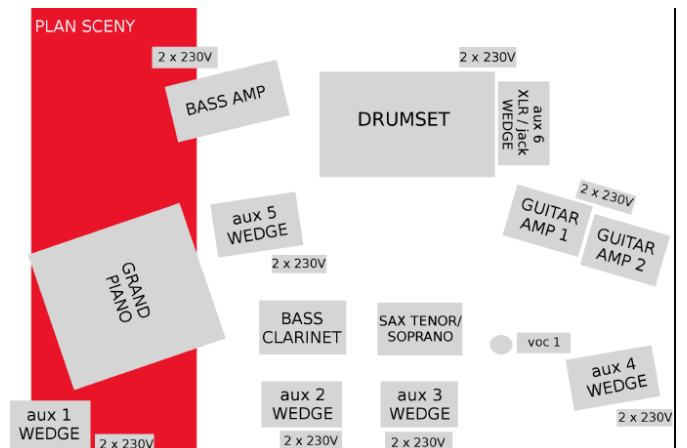 PLAN SCENY
2 x 230V
2 x 230V
BASS AMP
DRUMSET
aux 6
XLR / jack
WEDGE
2 x 230V
GUITAR
AMP 1
GUITAR
AMP 2
aux 5
WEDGE
2 x 230V
GRAND
PIANO
BASS
CLARINET
SAX TENOR/
SOPRANO
voc 1
aux 4
WEDGE
2 x 230V
aux 1
WEDGE
2 x 230V
aux 2
WEDGE
2 x 230V
aux 3
WEDGE
2 x 230V